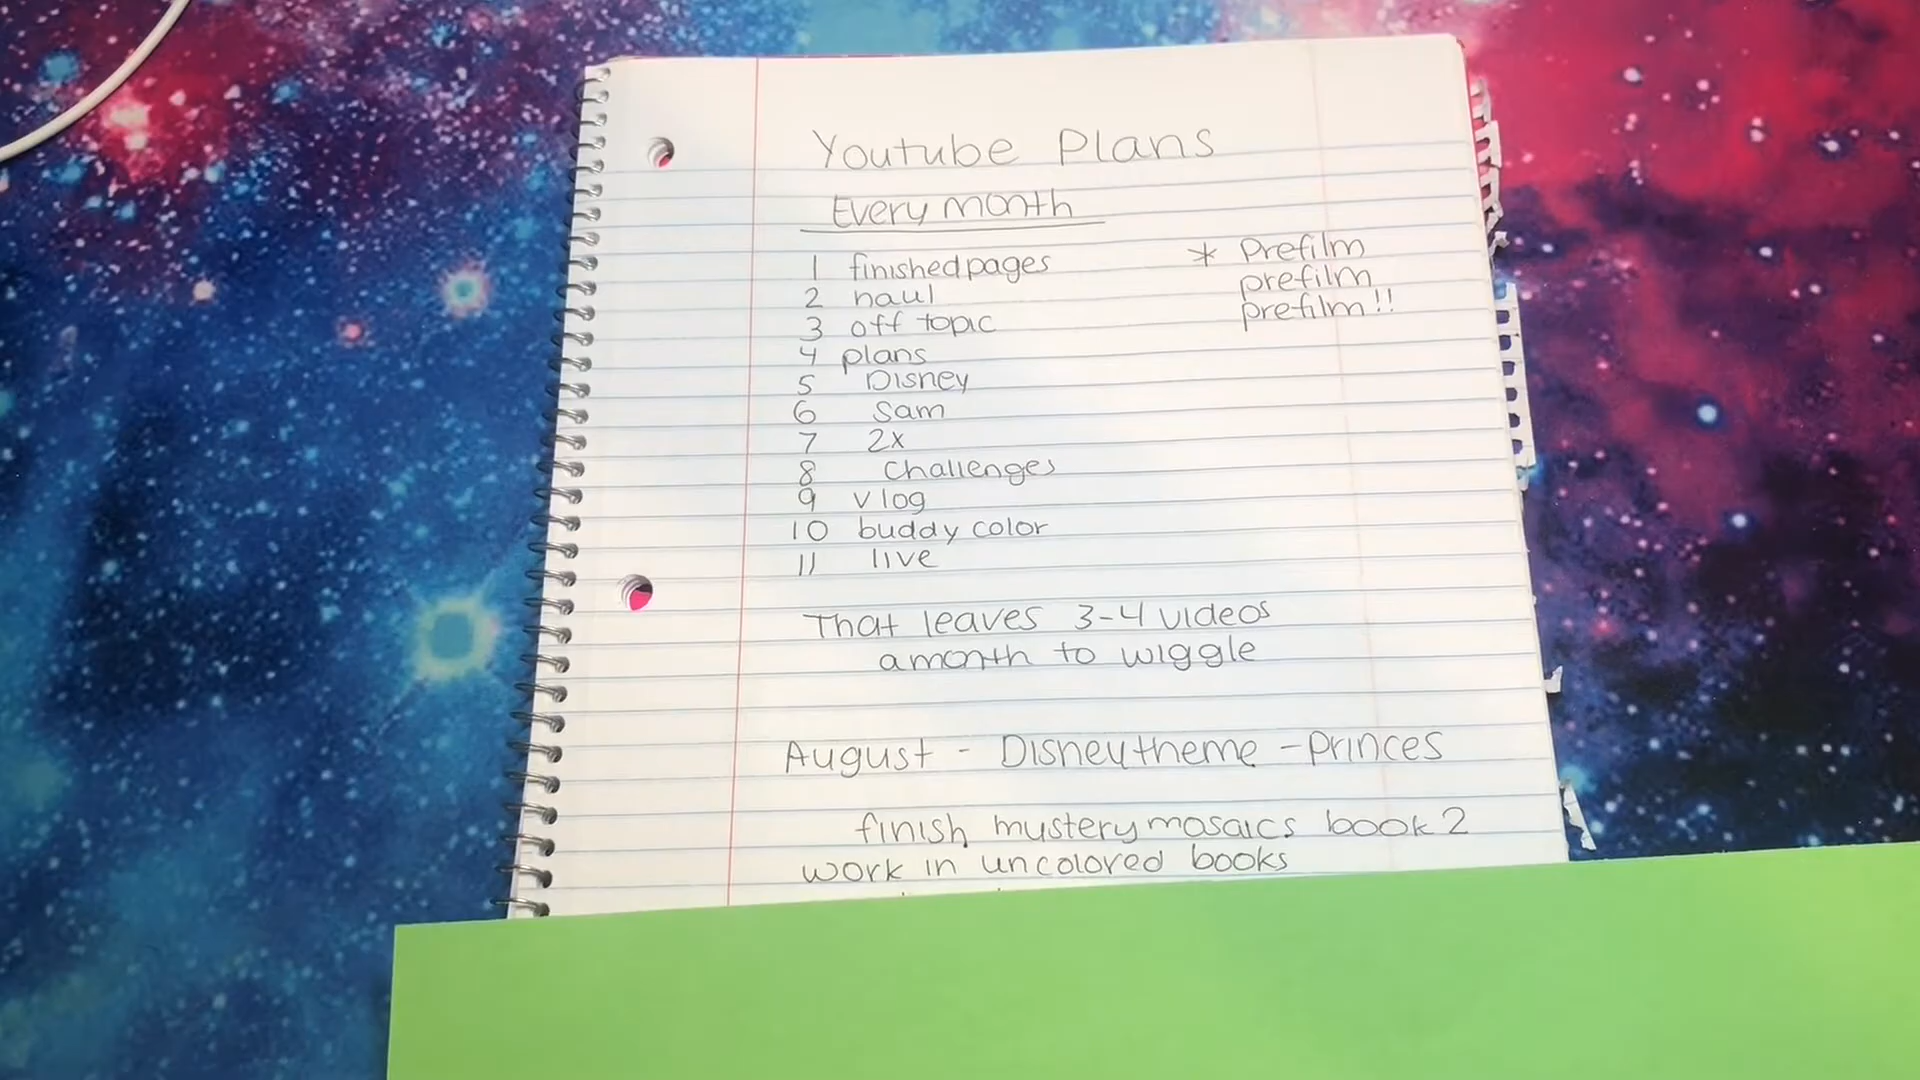 Youtube Plans
Every month
1 finished pages
2 haul
3 off topic
4 plans
5 Disney
6 Sam
7 2x
8 Challenges
9 vlog
10 buddy color
11 live
* Prefilm
prefilm
prefilm!!
That leaves 3-4 videos
a month to wiggle
August - Disney theme - Princes
finish mustery mosaics book 2
work in uncolored books